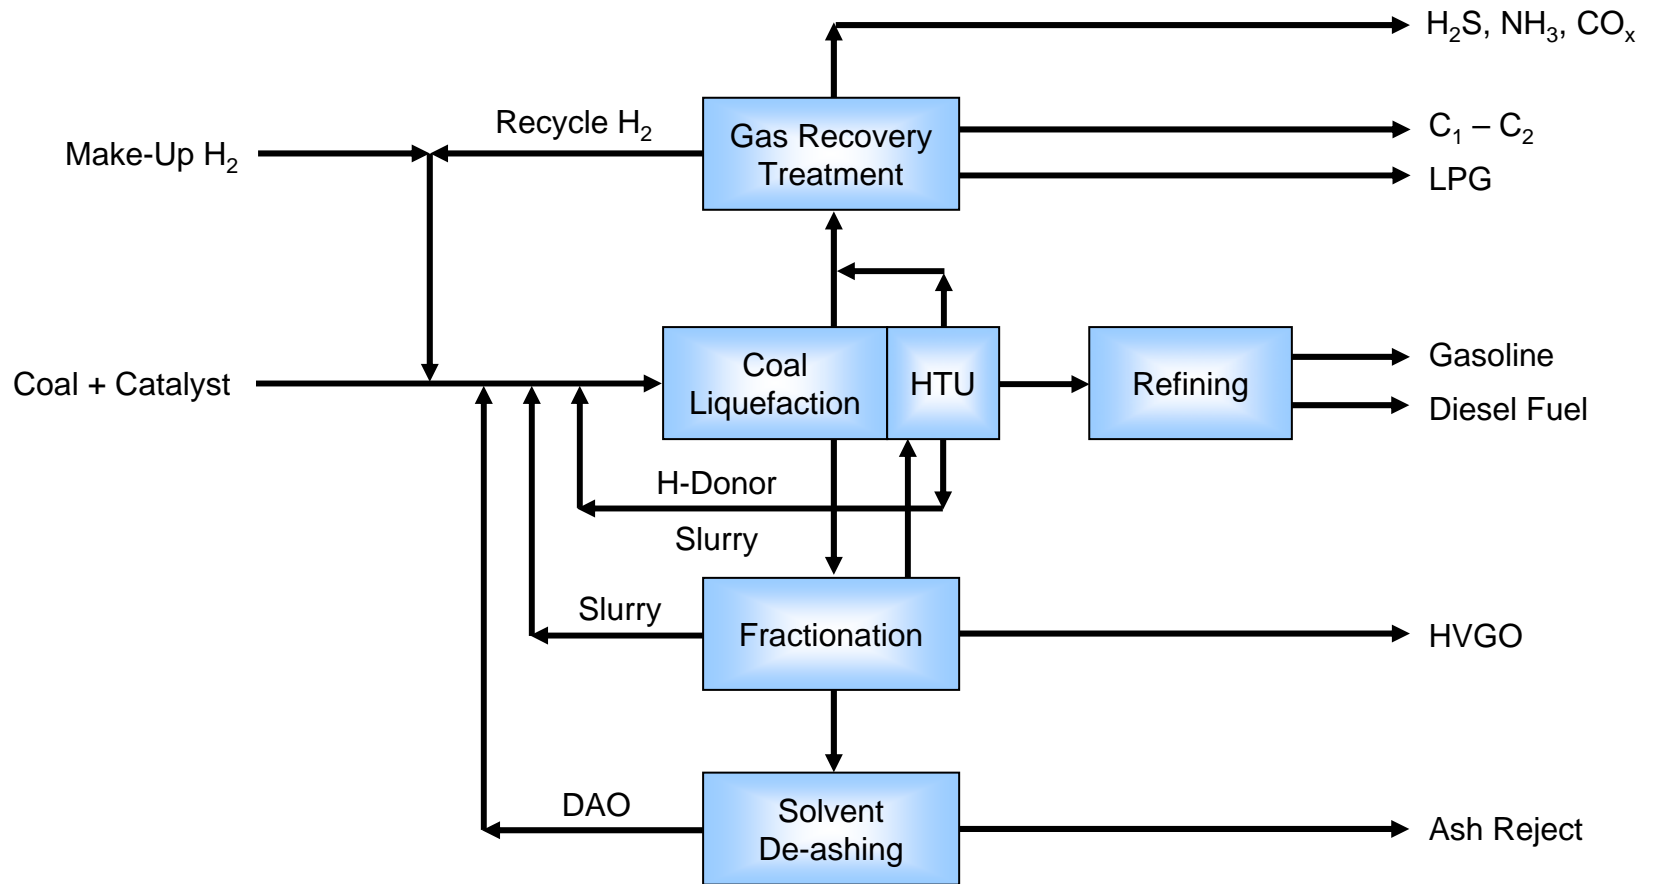 H₂S, NH₃, COₓ
Recycle H₂
Gas Recovery
Treatment
C₁ – C₂
Make-Up H₂
LPG
Coal + Catalyst
Coal
Liquefaction
HTU
Refining
Gasoline
Diesel Fuel
H-Donor
Slurry
Slurry
Fractionation
HVGO
DAO
Solvent
De-ashing
Ash Reject